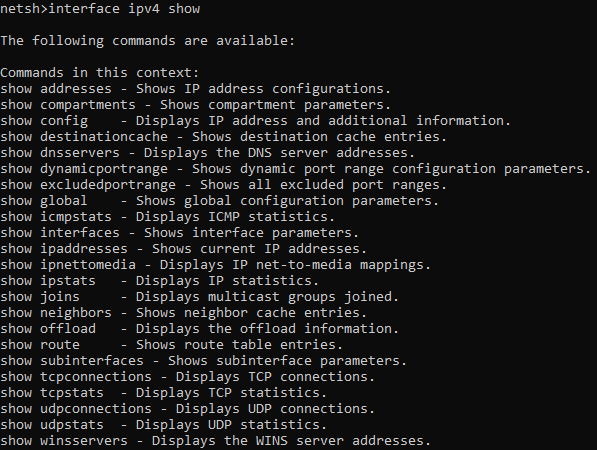 netsh>interface ipv4 show
The following commands are available:
Commands in this context:
show addresses - Shows IP address configurations.
show compartments - Shows compartment parameters.
show config    - Displays IP address and additional information.
show destinationcache - Shows destination cache entries.
show dnsservers - Displays the DNS server addresses.
show dynamicportrange - Shows dynamic port range configuration parameters.
show excludedportrange - Shows all excluded port ranges.
show global    - Shows global configuration parameters.
show icmpstats - Displays ICMP statistics.
show interfaces - Shows interface parameters.
show ipaddresses - Shows current IP addresses.
show ipnettomedia - Displays IP net-to-media mappings.
show ipstats   - Displays IP statistics.
show joins     - Displays multicast groups joined.
show neighbors - Shows neighbor cache entries.
show offload   - Displays the offload information.
show route     - Shows route table entries.
show subinterfaces - Shows subinterface parameters.
show tcpconnections - Displays TCP connections.
show tcpstats  - Displays TCP statistics.
show udpconnections - Displays UDP connections.
show udpstats  - Displays UDP statistics.
show winsservers - Displays the WINS server addresses.